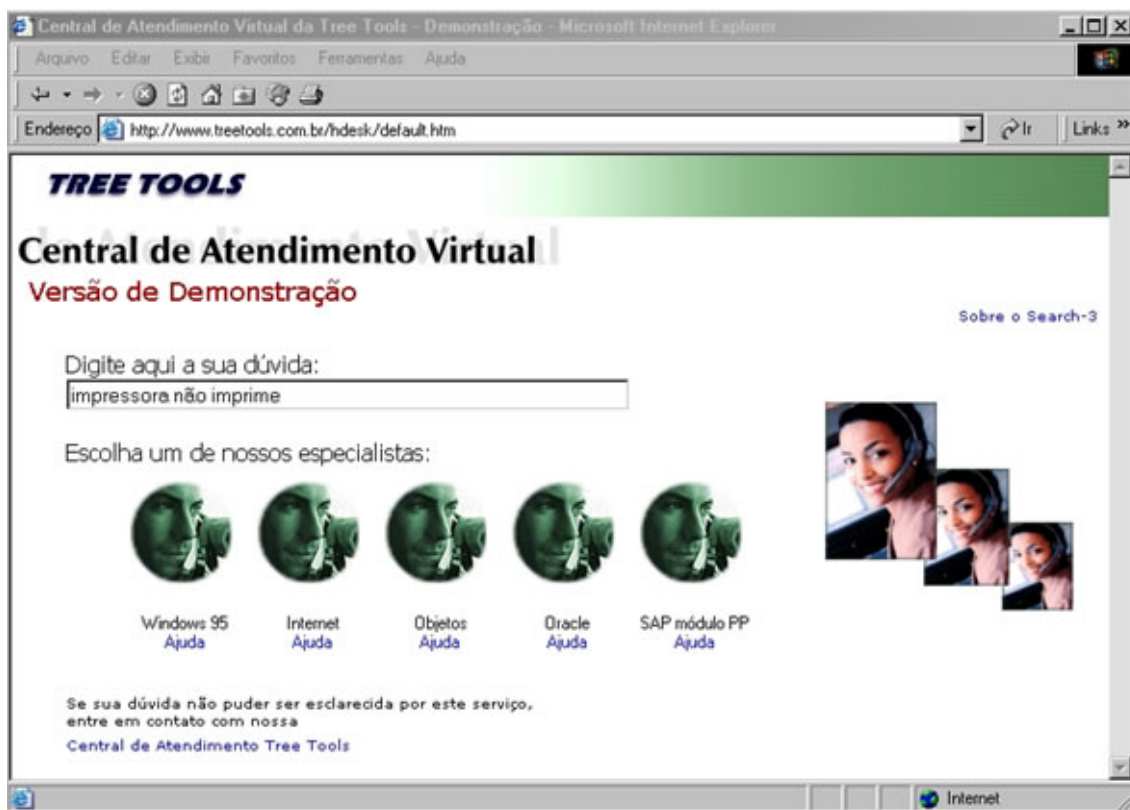 Central de Atendimento Virtual da Tree Tools - Demonstração - Microsoft Internet Explorer
Arquivo Editar Exibir Favoritos Ferramentas Ajuda
Endereço http://www.treetools.com.br/hdesk/default.htm Ir Links »
TREE TOOLS
Central de Atendimento Virtual
Versão de Demonstração
Sobre o Search-3
Digite aqui a sua dúvida:
impressora não imprime
Escolha um de nossos especialistas:
Windows 95 Internet Objetos Oracle SAP módulo PP
Ajuda Ajuda Ajuda Ajuda Ajuda
Se sua dúvida não puder ser esclarecida por este serviço,
entre em contato com nossa
Central de Atendimento Tree Tools
Internet